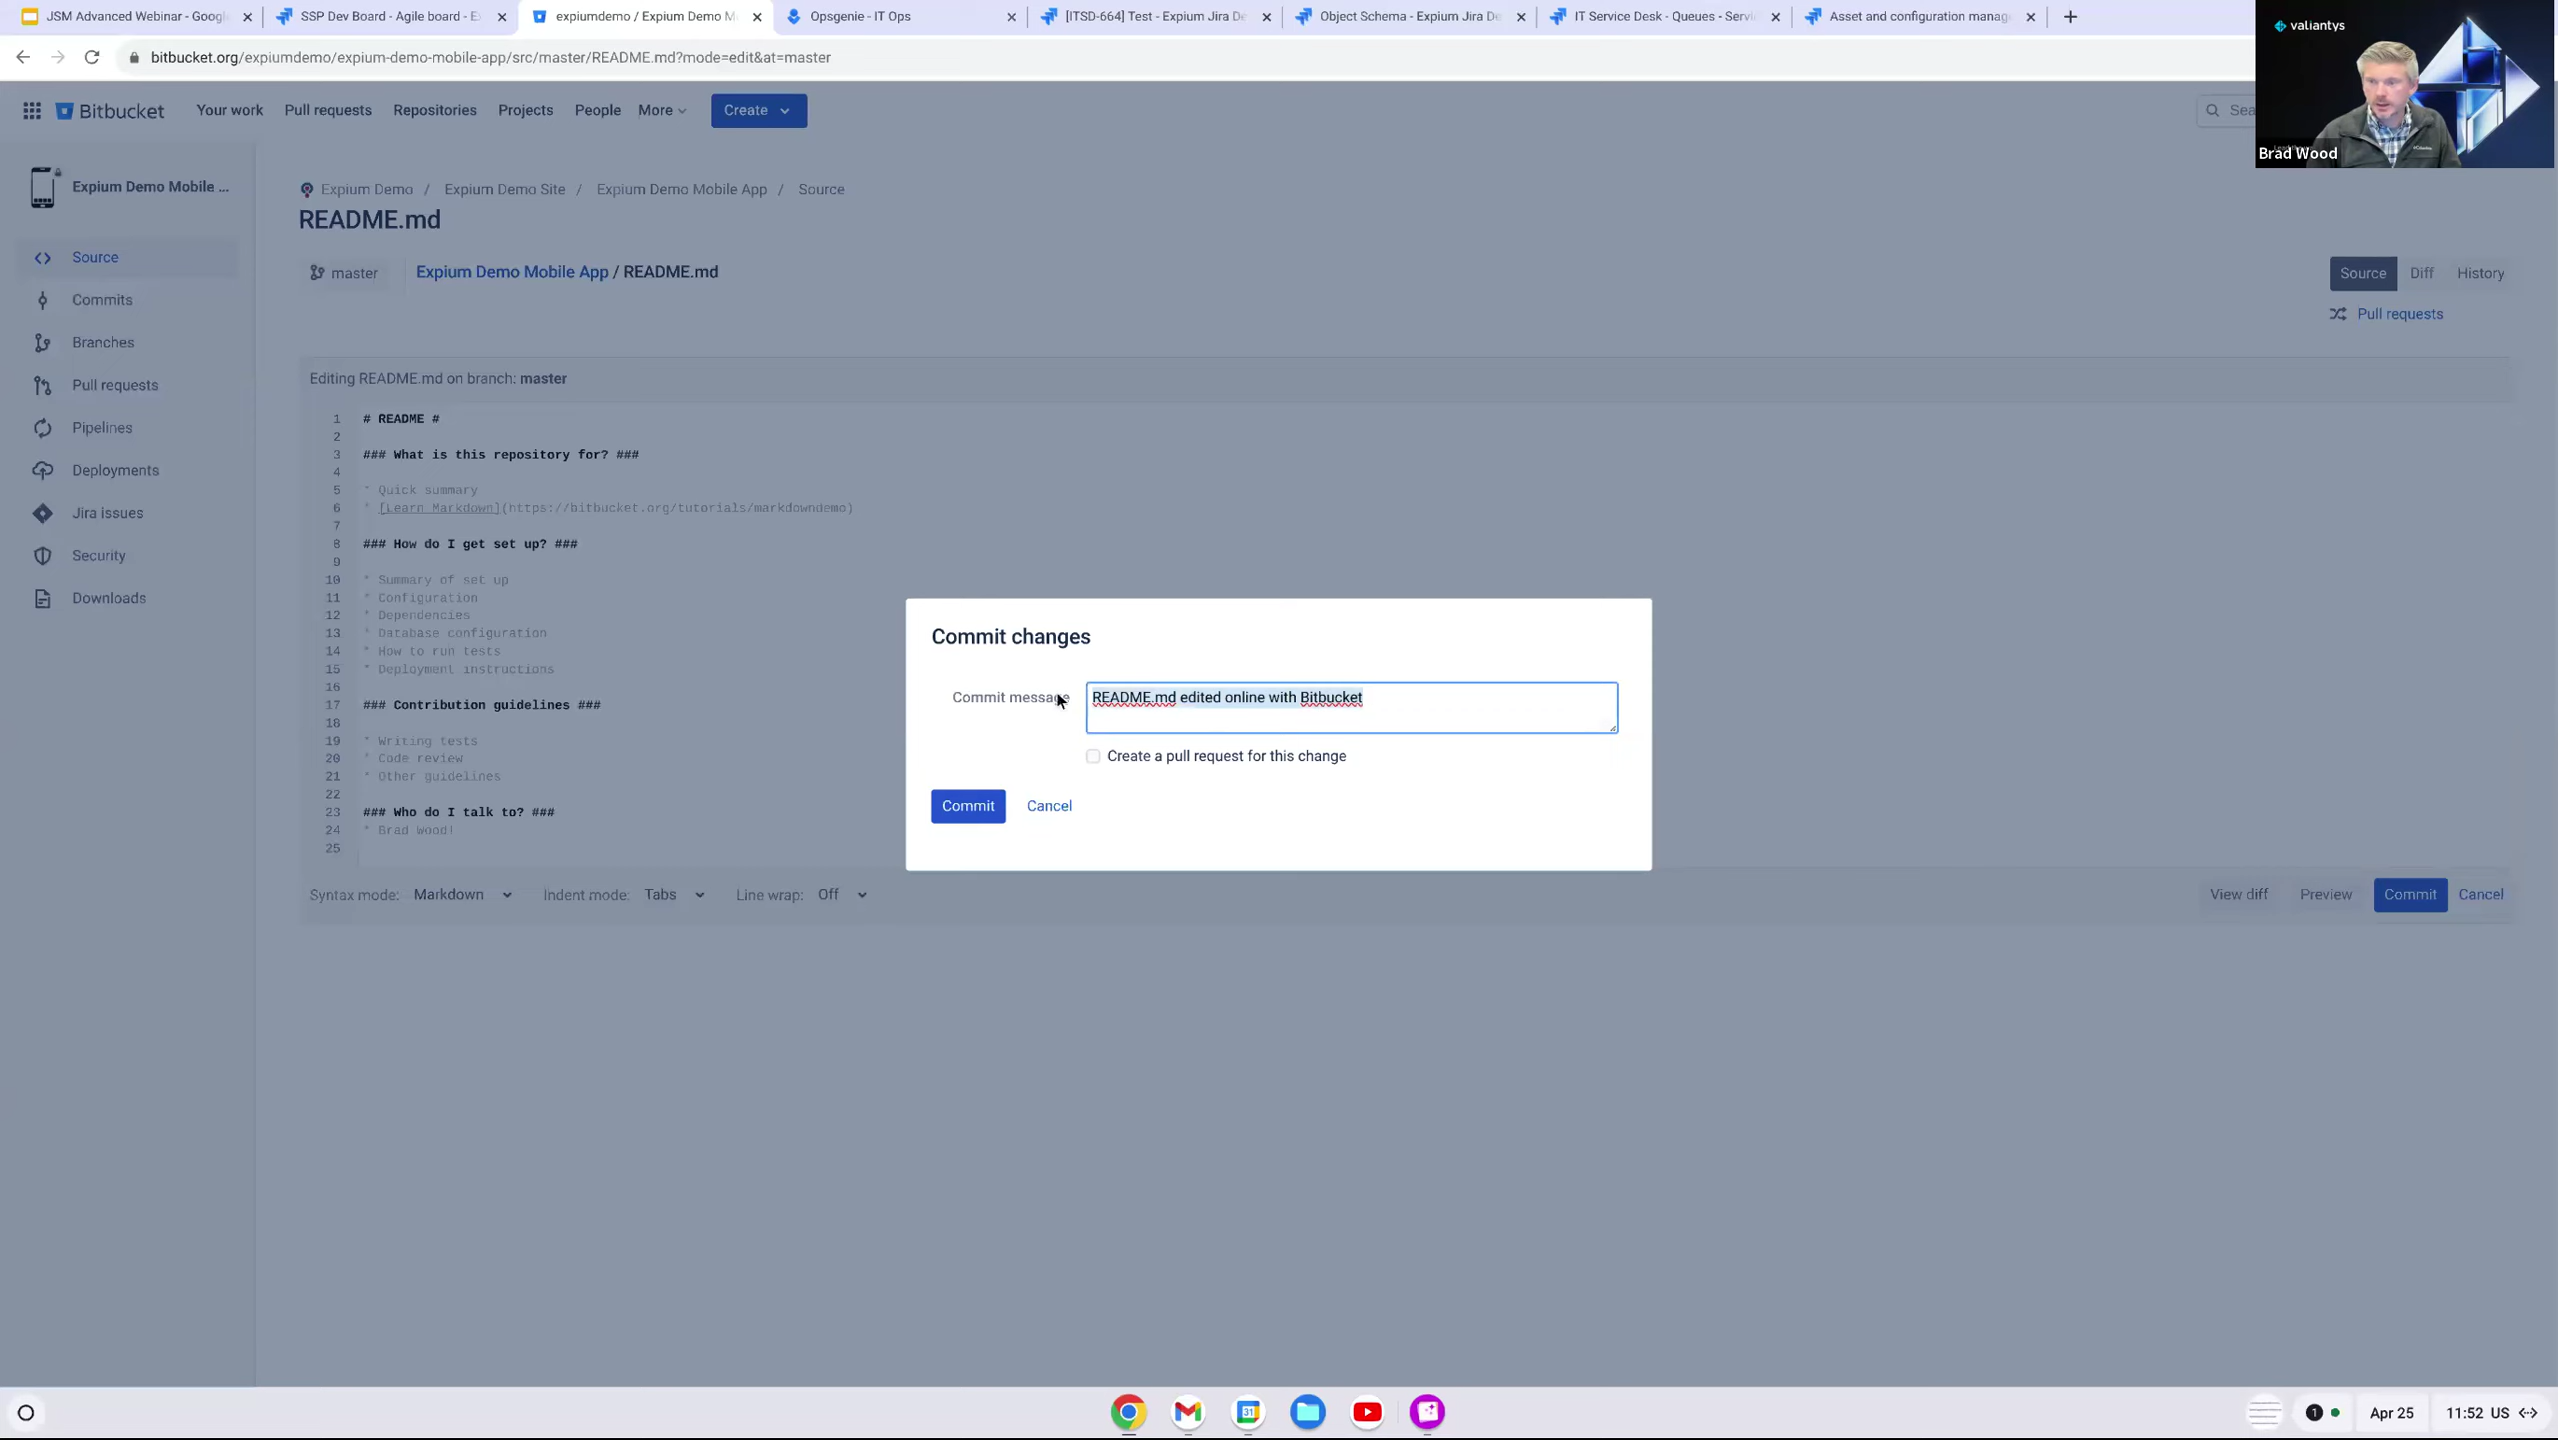 JSM Advanced Webinar - Google
SSP Dev Board - Agile board - E
expiumdemo / Expium Demo M
Opsgenie - IT Ops
[ITSD-664] Test - Expium Jira De
Object Schema - Expium Jira De
IT Service Desk - Queues - Servi
Asset and configuration manag
bitbucket.org/expiumdemo/expium-demo-mobile-app/src/master/README.md?mode=edit&at=master
valiantys
Brad Wood
Bitbucket
Your work
Pull requests
Repositories
Projects
People
More
Create
Sea
Expium Demo Mobile ...
Expium Demo / Expium Demo Site / Expium Demo Mobile App / Source
README.md
master
Expium Demo Mobile App / README.md
Source
Diff
History
Pull requests
Source
Commits
Branches
Pull requests
Pipelines
Deployments
Jira issues
Security
Downloads
Editing README.md on branch: master
1 # README #
2
3 ### What is this repository for? ###
4
5 * Quick summary
6 * [Learn Markdown](https://bitbucket.org/tutorials/markdowndemo)
7
8 ### How do I get set up? ###
9
10 * Summary of set up
11 * Configuration
12 * Dependencies
13 * Database configuration
14 * How to run tests
15 * Deployment instructions
16
17 ### Contribution guidelines ###
18
19 * Writing tests
20 * Code review
21 * Other guidelines
22
23 ### Who do I talk to? ###
24 * Brad Wood!
25
Commit changes
Commit message
README.md edited online with Bitbucket
Create a pull request for this change
Commit
Cancel
Syntax mode: Markdown
Indent mode: Tabs
Line wrap: Off
View diff
Preview
Commit
Cancel
31
1
Apr 25
11:52 US